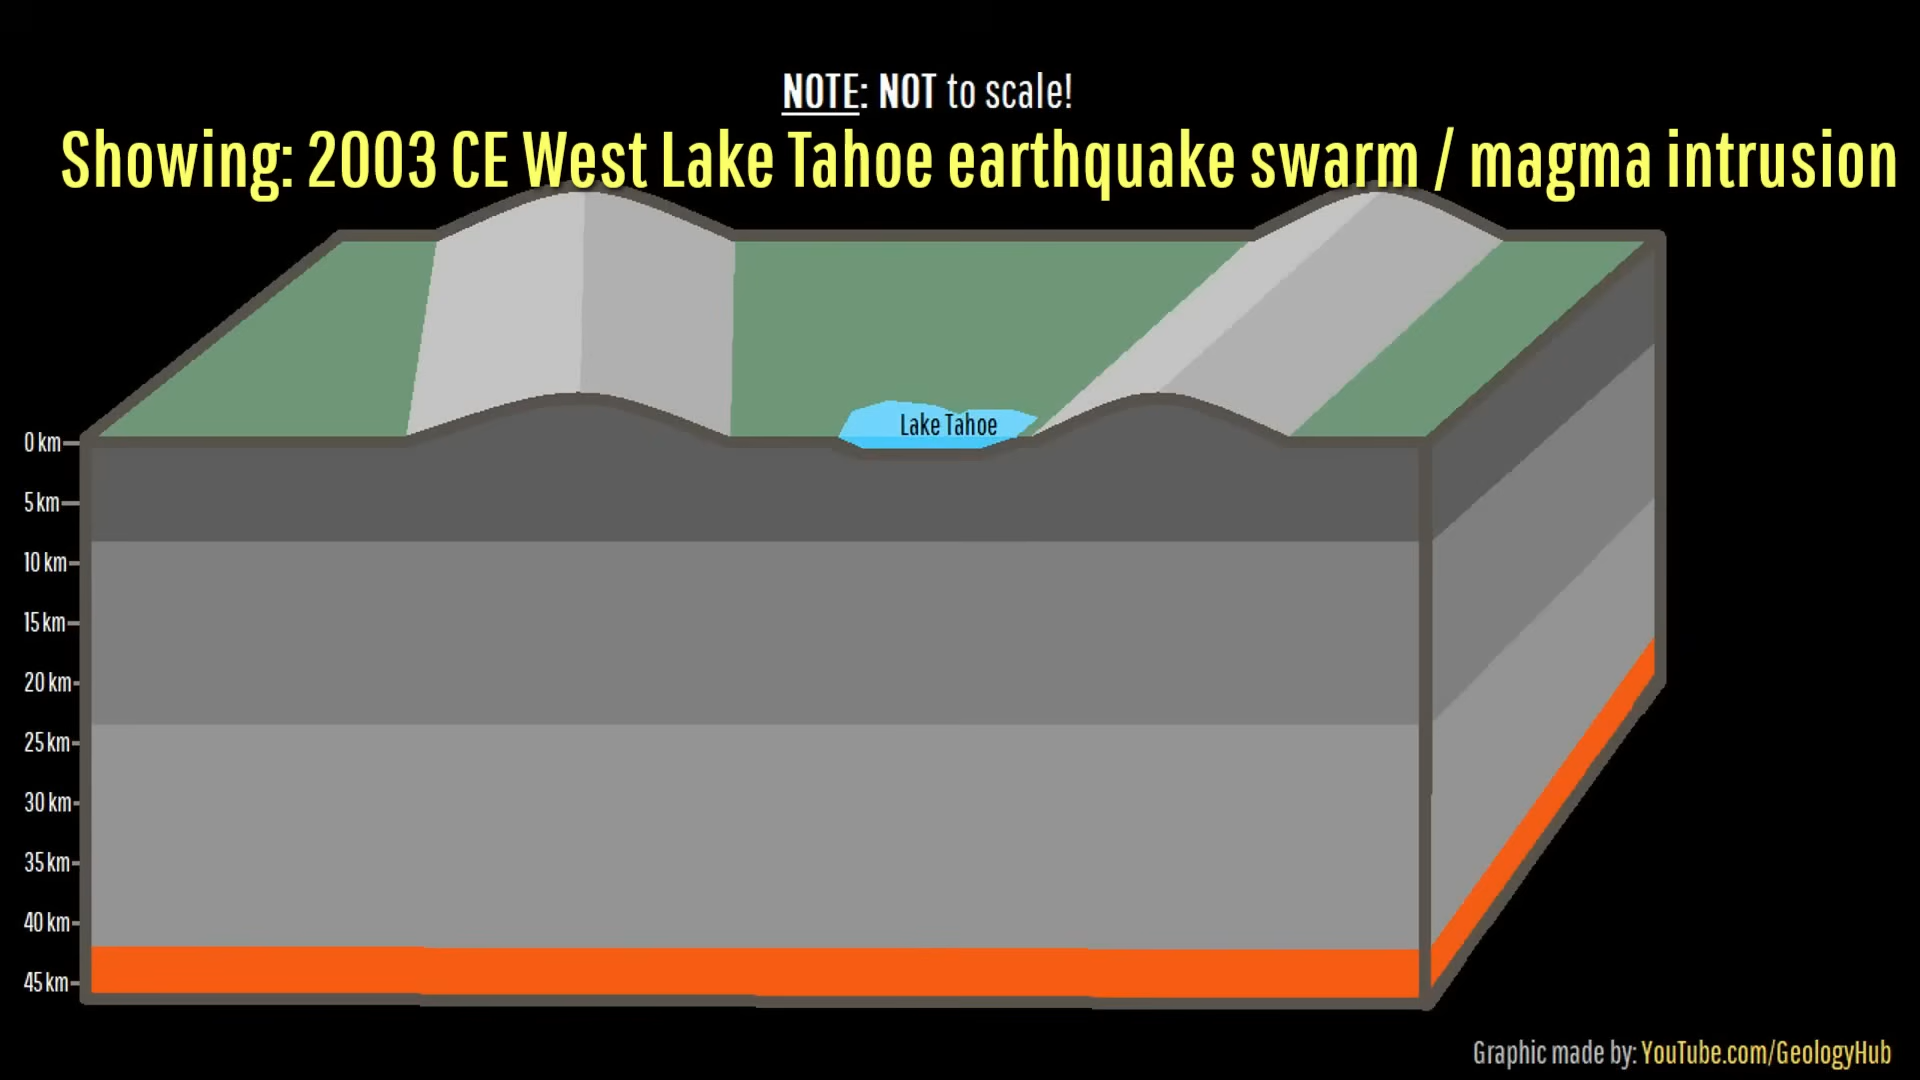 NOTE: NOT to scale!
Showing: 2003 CE West Lake Tahoe earthquake swarm / magma intrusion
Lake Tahoe
0 km
5 km
10 km
15 km
20 km
25 km
30 km
35 km
40 km
45 km
Graphic made by: YouTube.com/GeologyHub